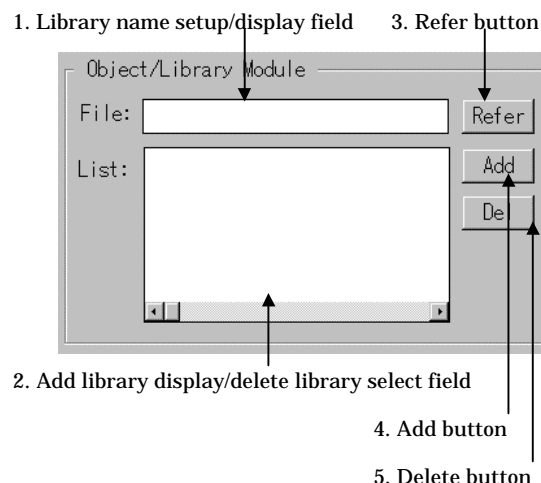 1. Library name setup/display field 3. Refer button
Object/Library Module
File: Refer
List: Add
Del
2. Add library display/delete library select field
4. Add button
5. Delete button